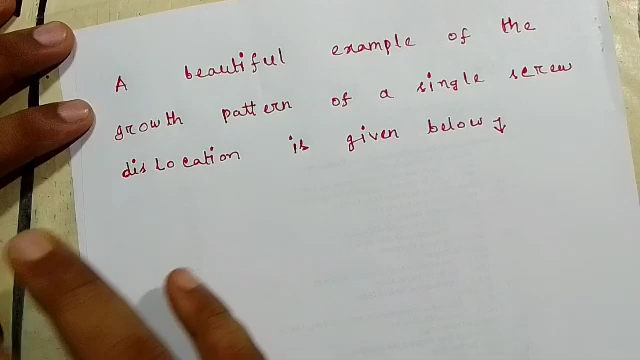 A beautiful example of the
growth pattern of a single screw
dislocation is given below ↓